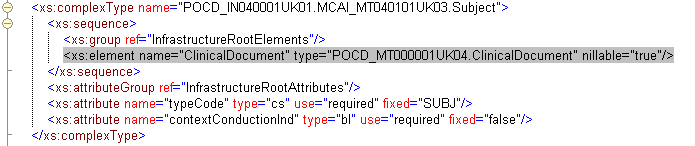 <xs:complexType name="POCD_IN040001UK01.MCAI_MT040101UK03.Subject">
<xs:sequence>
<xs:group ref="InfrastructureRootElements"/>
<xs:element name="ClinicalDocument" type="POCD_MT000001UK04.ClinicalDocument" nillable="true"/>
</xs:sequence>
<xs:attributeGroup ref="InfrastructureRootAttributes"/>
<xs:attribute name="typeCode" type="cs" use="required" fixed="SUBJ"/>
<xs:attribute name="contextConductionInd" type="bl" use="required" fixed="false"/>
</xs:complexType>